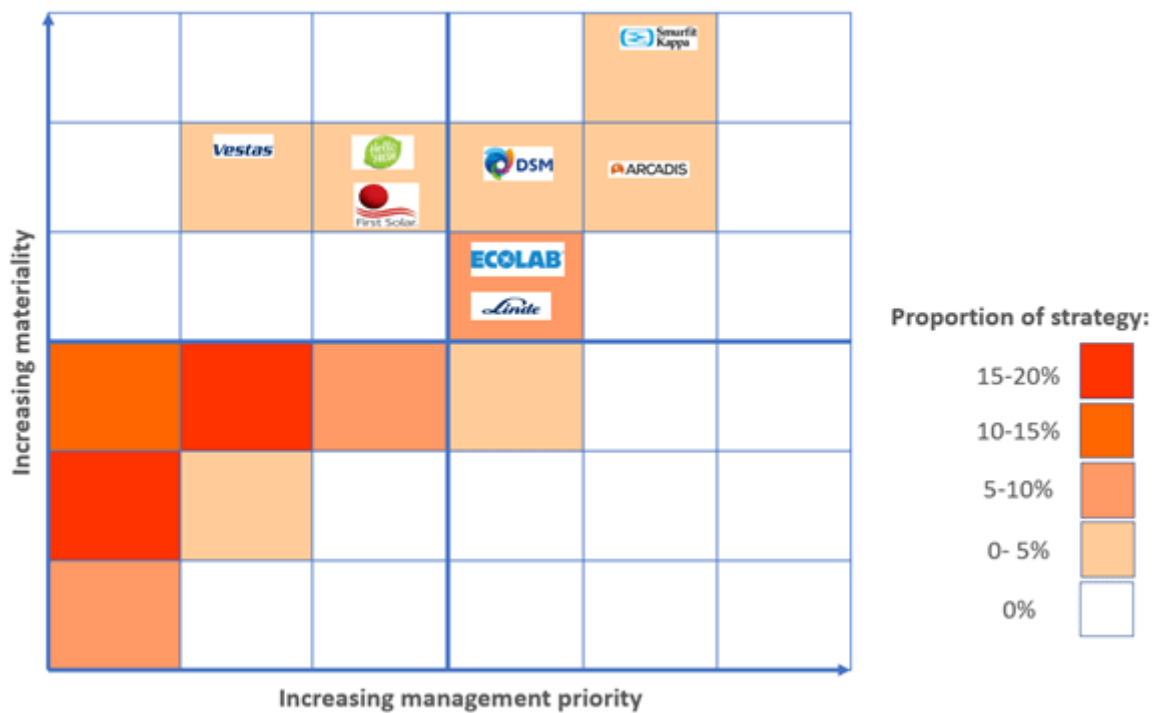 Smurfit
Kappa
Vestas
Hello
FRESH
DSM
ARCADIS
First Solar
ECOLAB
Linde
Increasing materiality
Increasing management priority
Proportion of strategy:
15-20%
10-15%
5-10%
0- 5%
0%